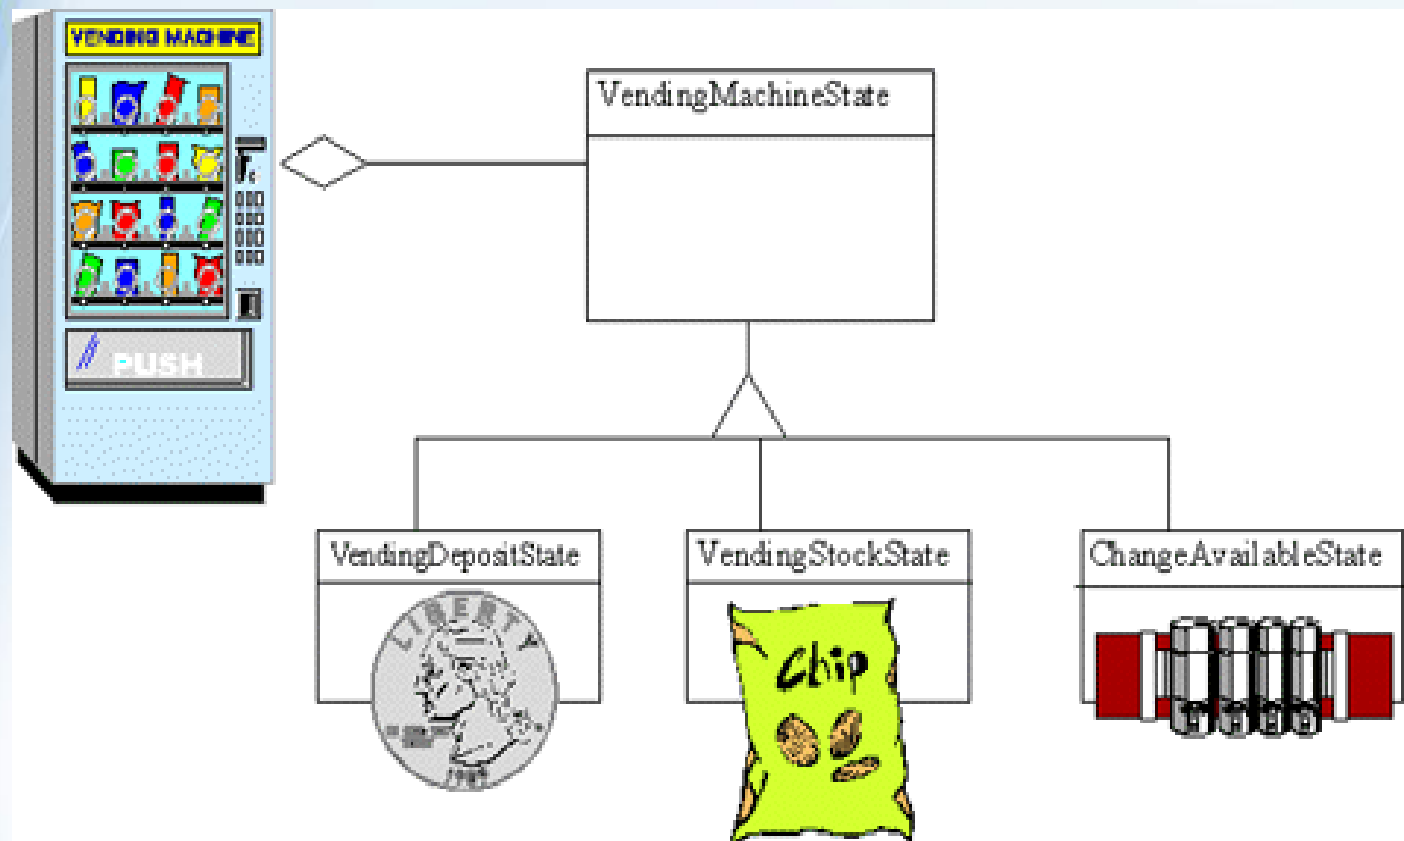 VENDING MACHINE
VendingMachineState
PUSH
VendingDepositState
VendingStockState
ChangeAvailableState
LIBERTY
Chip